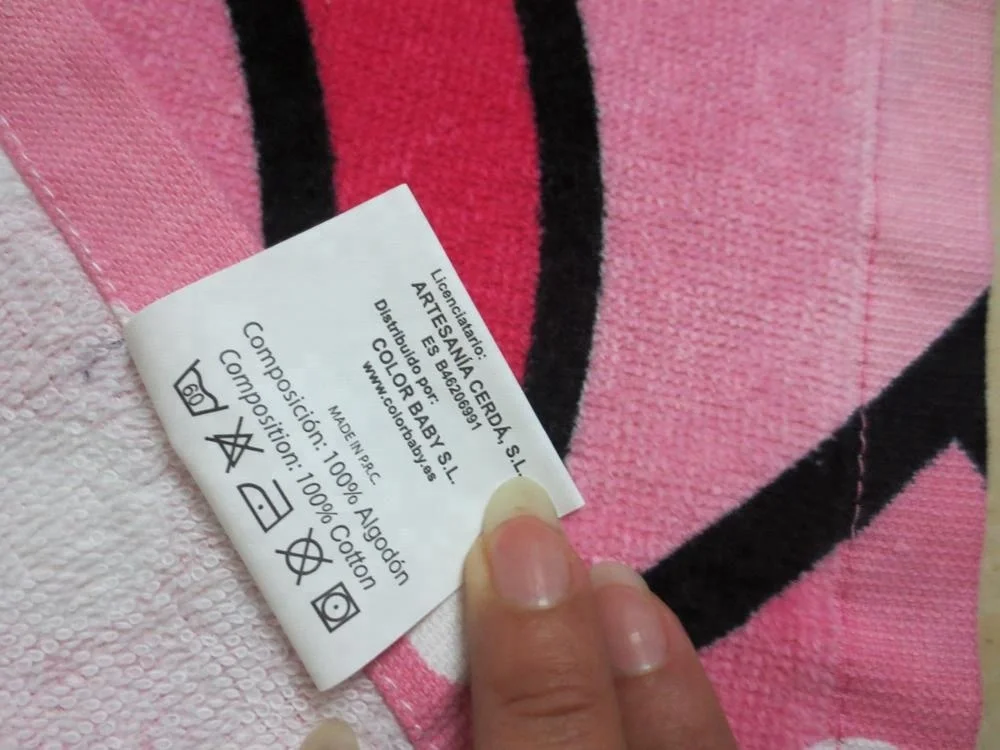 Licenciatario:
ARTESANÍA CERDÁ, S.L.
ES B46206991
Distribuido por:
COLOR BABY S.L.
www.colorbaby.es
MADE IN P.R.C.
Composición: 100% Algodón
Composition: 100% Cotton
60